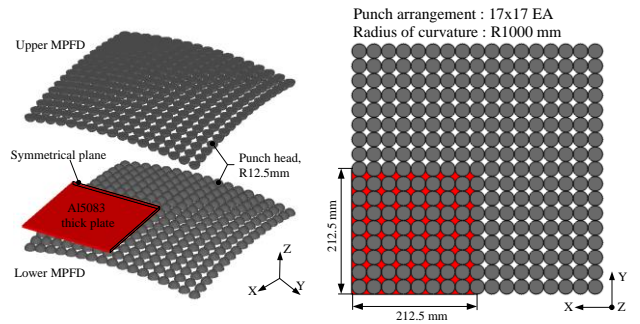 Upper MPFD
Symmetrical plane
Al5083
thick plate
Lower MPFD
Punch head,
R12.5mm
Z
X
Y
Punch arrangement : 17x17 EA
Radius of curvature : R1000 mm
212.5 mm
212.5 mm
Y
X
Z